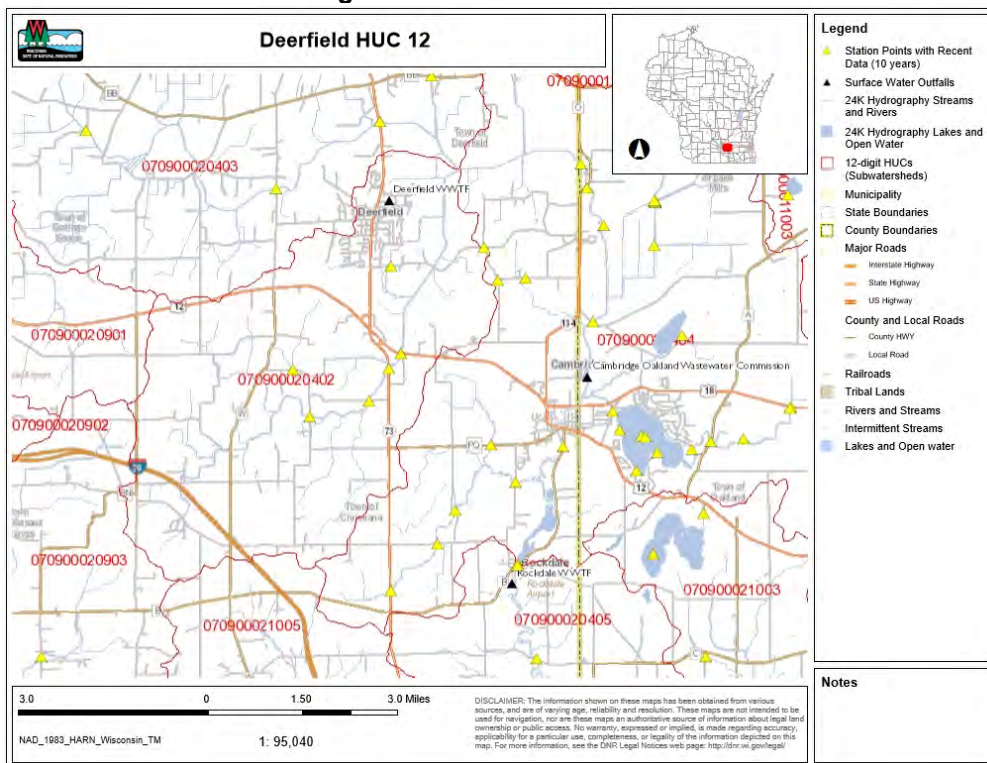 Deerfield HUC 12
WISCONSIN
DEPT. OF NATURAL RESOURCES
Legend
Station Points with Recent
Data (10 years)
Surface Water Outfalls
24K Hydrography Streams
and Rivers
24K Hydrography Lakes and
Open Water
12-digit HUCs
(Subwatersheds)
Municipality
State Boundaries
County Boundaries
Major Roads
Interstate Highway
State Highway
US Highway
County and Local Roads
County HWY
Local Road
Railroads
Tribal Lands
Rivers and Streams
Intermittent Streams
Lakes and Open water
Notes
BB
BB
07090001
O
Town of
Deerfield
070900020403
Deerfield WWTF
Deerfield
0011003
12
134
A
070900020901
Cambridge Oakland Wastewater Commission
070900020402
18
W
070900020902
73
PQ
12
Town of
Oakland
Town of
Christiana
070900020903
Rockdale
Rockdale WWTF
B
Rockdale
Airport
070900021003
B
070900021005
070900020405
C
3.0
0
1.50
3.0 Miles
NAD_1983_HARN_Wisconsin_TM
1: 95,040
DISCLAIMER: The information shown on these maps has been obtained from various
sources, and are of varying age, reliability and resolution. These maps are not intended to be
used for navigation, nor are these maps an authoritative source of information about legal land
ownership or public access. No warranty, expressed or implied, is made regarding accuracy,
applicability for a particular use, completeness, or legality of the information depicted on this
map. For more information, see the DNR Legal Notices web page: http://dnr.wi.gov/legal/